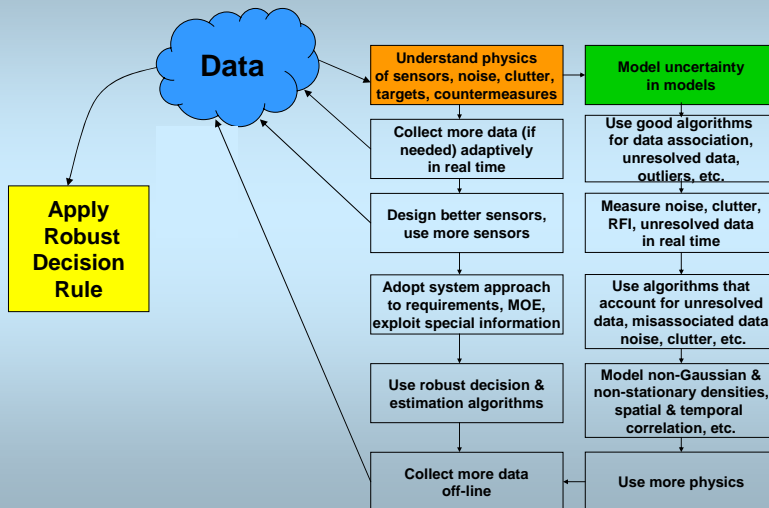 Data
Apply
Robust
Decision
Rule
Understand physics
of sensors, noise, clutter,
targets, countermeasures
Collect more data (if
needed) adaptively
in real time
Design better sensors,
use more sensors
Adopt system approach
to requirements, MOE,
exploit special information
Use robust decision &
estimation algorithms
Collect more data
off-line
Model uncertainty
in models
Use good algorithms
for data association,
unresolved data,
outliers, etc.
Measure noise, clutter,
RFI, unresolved data
in real time
Use algorithms that
account for unresolved
data, misassociated data
noise, clutter, etc.
Model non-Gaussian &
non-stationary densities,
spatial & temporal
correlation, etc.
Use more physics